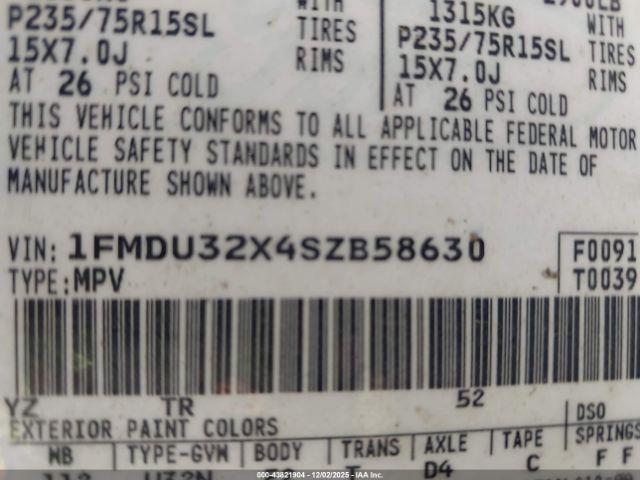 WITH
P235/75R15SL TIRES
15X7.0J RIMS
AT 26 PSI COLD
1315KG WITH
P235/75R15SL TIRES
15X7.0J RIMS
AT 26 PSI COLD
THIS VEHICLE CONFORMS TO ALL APPLICABLE FEDERAL MOTOR
VEHICLE SAFETY STANDARDS IN EFFECT ON THE DATE OF
MANUFACTURE SHOWN ABOVE.
VIN: 1FMDU32X4SZB58630 F0091
TYPE:MPV T0039
YZ TR 52
EXTERIOR PAINT COLORS DSO
WB TYPE-GVW BODY TRANS AXLE TAPE SPRINGS
D4 C F F
00-43821904 - 12/02/2025 - IAAI.com